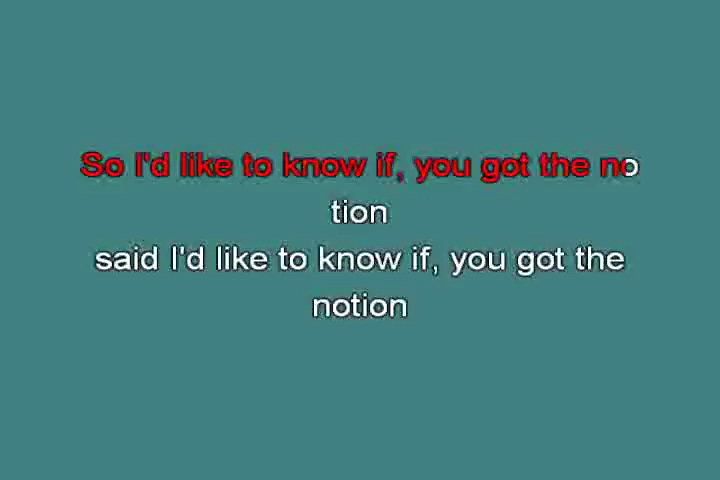 So I'd like to know if, you got the no
tion
said I'd like to know if, you got the
notion